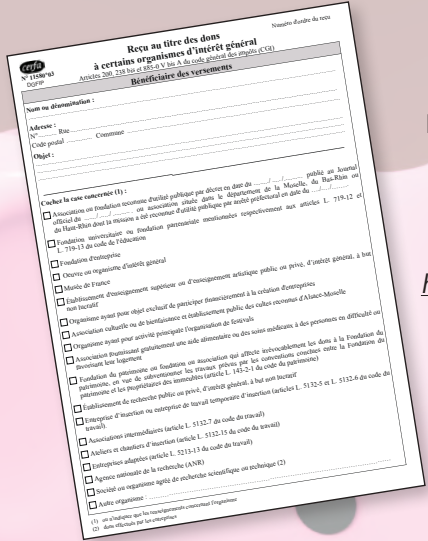 cerfa
N° 11580*03
DGFIP
Reçu au titre des dons
à certains organismes d'intérêt général
Articles 200, 238 bis et 885-0 V bis A du code général des impôts (CGI)
Numéro d'ordre du reçu
Bénéficiaire des versements
Nom ou dénomination :
Adresse :
N° Rue
Code postal Commune
Objet :
Cochez la case concernée (1) :
Association ou fondation reconnue d'utilité publique par décret en date du ....../....../........ publié au Journal
officiel du ....../....../........ ou association située dans le département de la Moselle, du Bas-Rhin ou
du Haut-Rhin dont la mission a été reconnue d'utilité publique par arrêté préfectoral en date du ....../....../........
Fondation universitaire ou fondation partenariale mentionnées respectivement aux articles L. 719-12 et
L. 719-13 du code de l'éducation
Fondation d'entreprise
Oeuvre ou organisme d'intérêt général
Musée de France
Établissement d'enseignement supérieur ou d'enseignement artistique public ou privé, d'intérêt général, à but
non lucratif
Organisme ayant pour objet exclusif de participer financièrement à la création d'entreprises
Association cultuelle ou de bienfaisance et établissement public des cultes reconnus d'Alsace-Moselle
Organisme ayant pour activité principale l'organisation de festivals
Association fournissant gratuitement une aide alimentaire ou des soins médicaux à des personnes en difficulté ou
favorisant leur logement
Fondation du patrimoine ou fondation ou association qui affecte irrévocablement les dons à la Fondation du
patrimoine, en vue de subventionner les travaux prévus par les conventions conclues entre la Fondation du
patrimoine et les propriétaires des immeubles (article L. 143-2-1 du code du patrimoine)
Établissement de recherche public ou privé, d'intérêt général, à but non lucratif
Entreprise d'insertion ou entreprise de travail temporaire d'insertion (articles L. 5132-5 et L. 5132-6 du code du
travail).
Associations intermédiaires (article L. 5132-7 du code du travail)
Ateliers et chantiers d'insertion (article L. 5132-15 du code du travail)
Entreprises adaptées (article L. 5213-13 du code du travail)
Agence nationale de la recherche (ANR)
Société ou organisme agréé de recherche scientifique ou technique (2)
Autre organisme :
(1) ou n'indiquez que les renseignements concernant l'organisme
(2) dons effectués par les entreprises